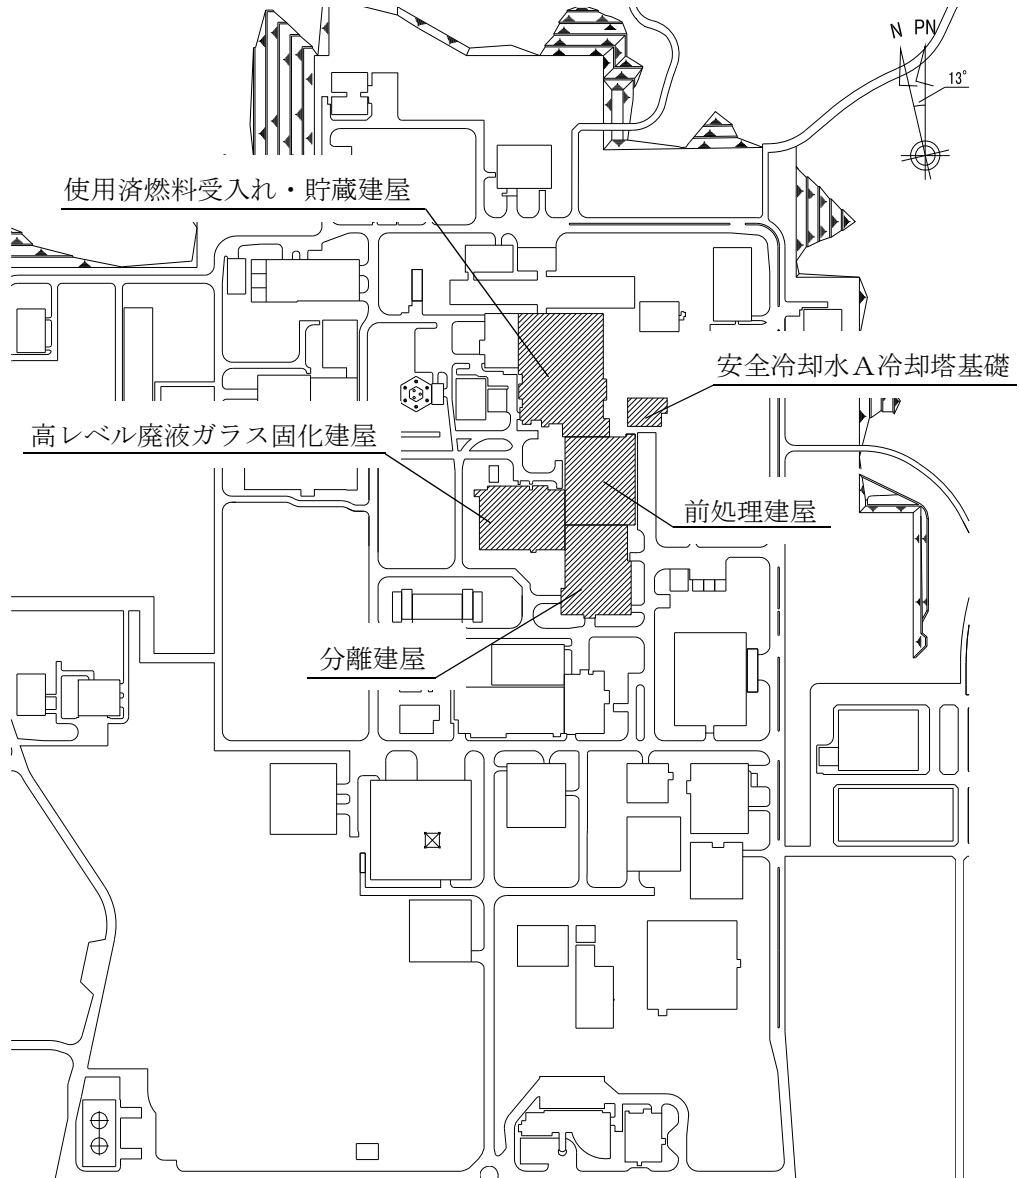 N PN
13°
使用済燃料受入れ・貯蔵建屋
安全冷却水A冷却塔基礎
高レベル廃液ガラス固化建屋
前処理建屋
分離建屋